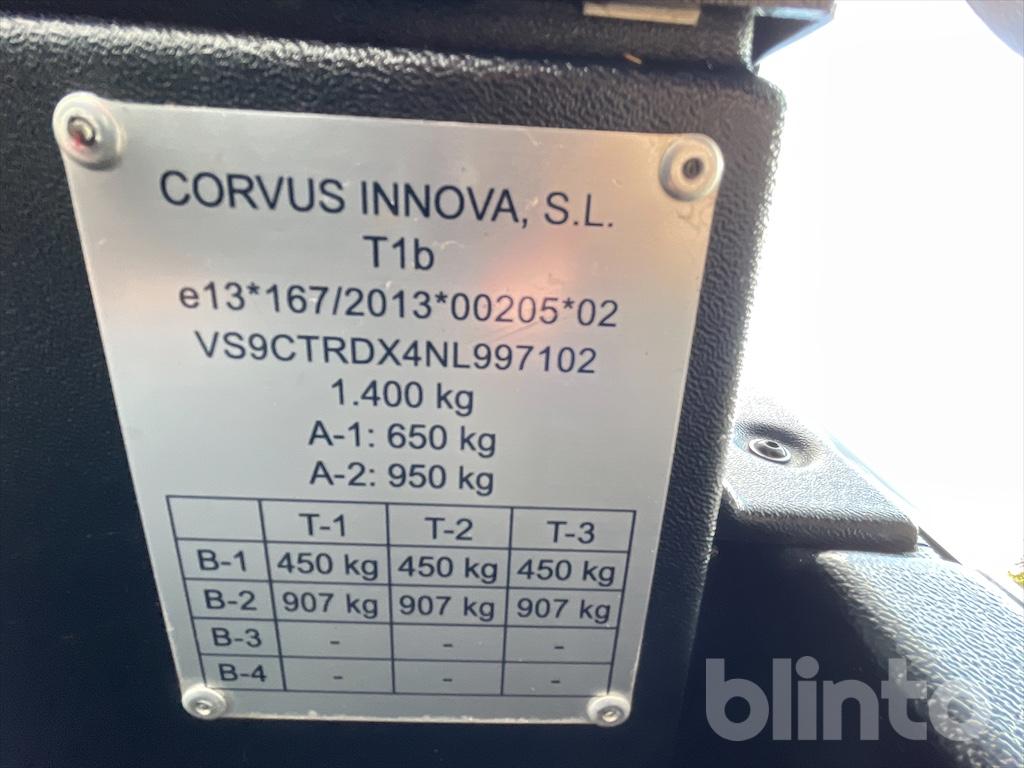 CORVUS INNOVA, S.L.
T1b
e13*167/2013*00205*02
VS9CTRDX4NL997102
1.400 kg
A-1: 650 kg
A-2: 950 kg
T-1 T-2 T-3
B-1 450 kg 450 kg 450 kg
B-2 907 kg 907 kg 907 kg
B-3 - - -
B-4 - - -
blinto